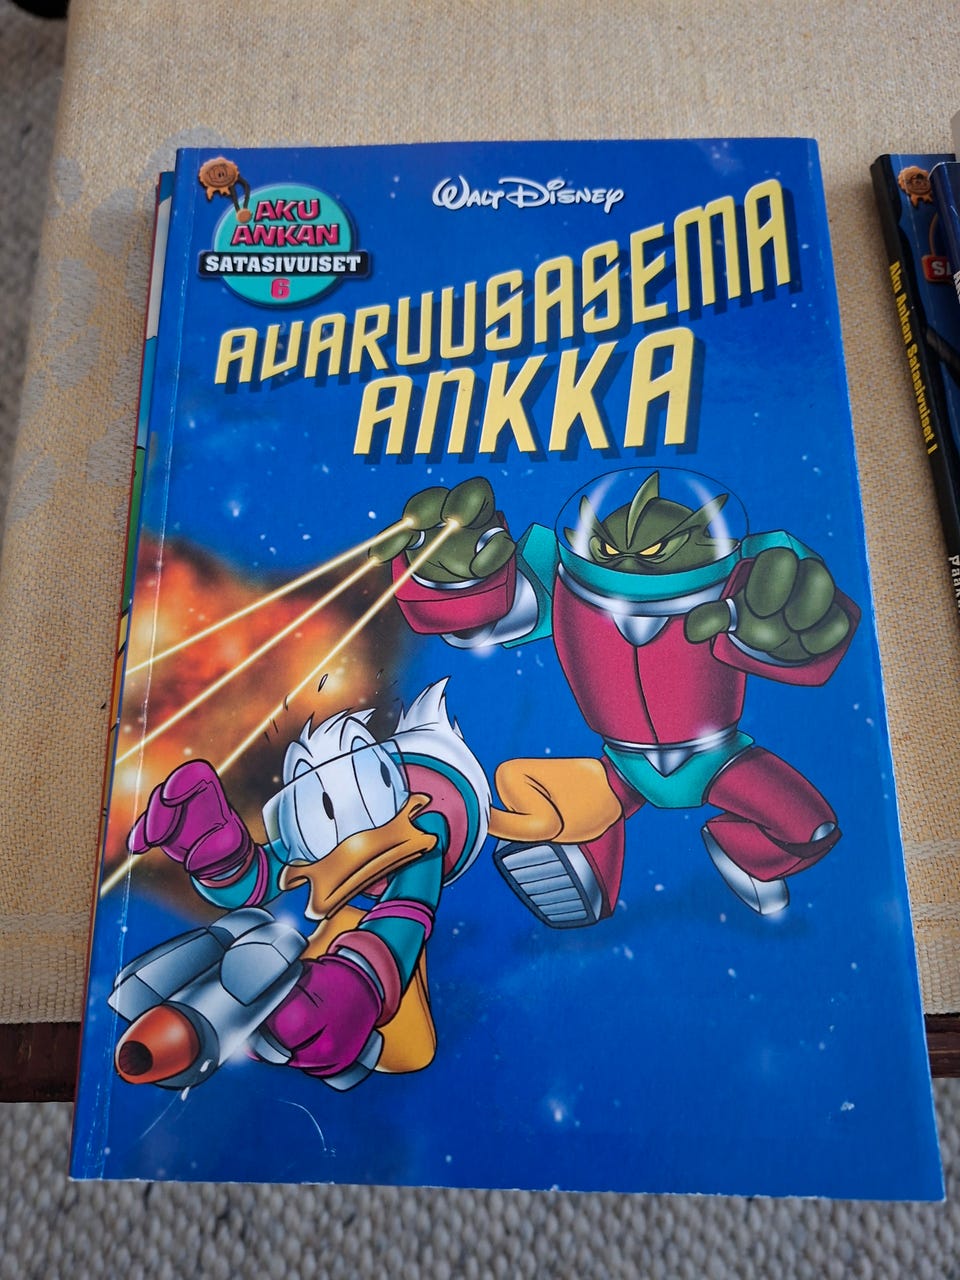 WALT DISNEY
AKU
ANKAN
SATASIVUISET
6
AVARUUSASEMA
ANKKA
Aku Ankan Satasivuiset 1